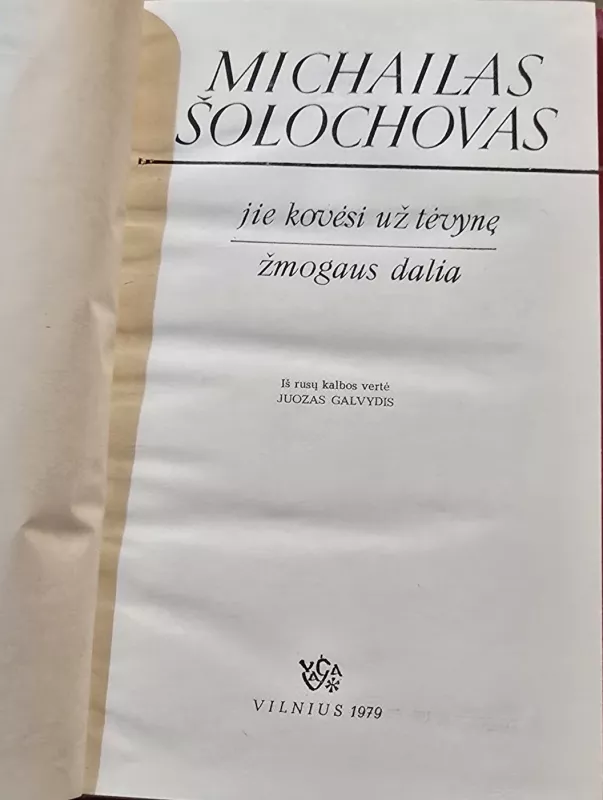 MICHAILAS
ŠOLOCHOVAS
jie kovėsi už tėvynę
žmogaus dalia
Iš rusų kalbos vertė
JUOZAS GALVYDIS
VILNIUS 1979